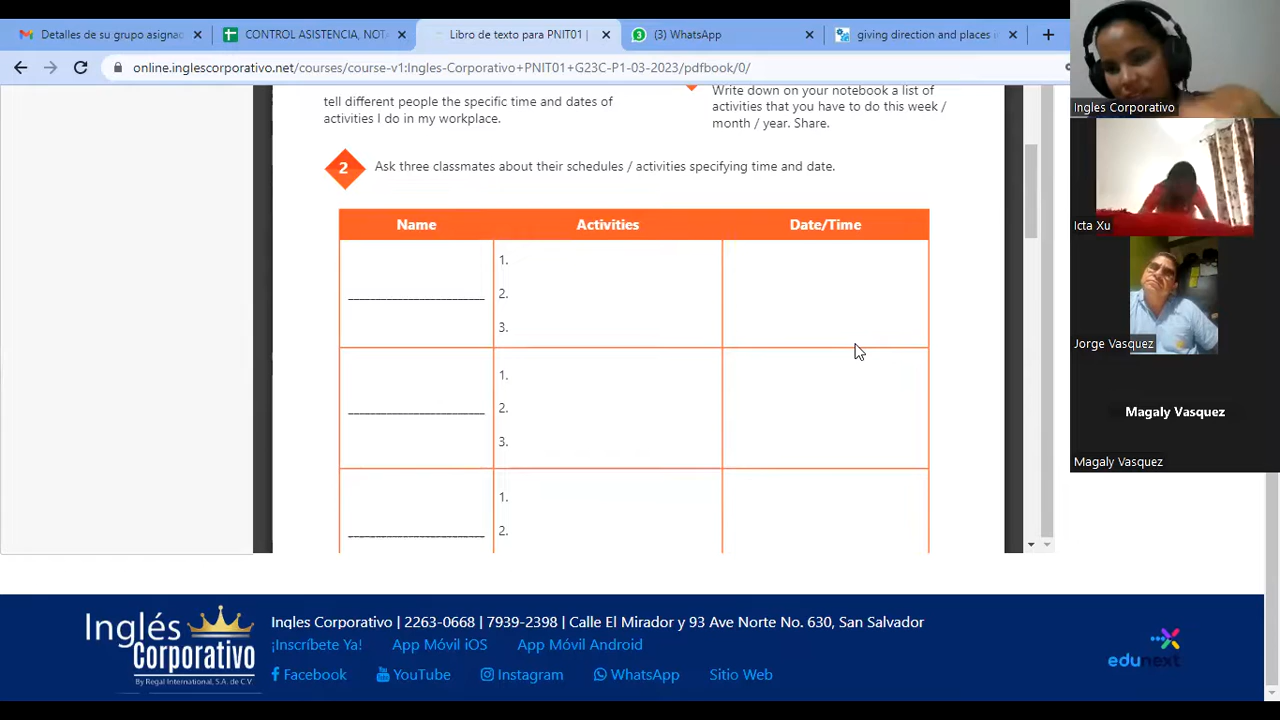 Detalles de su grupo asigna
CONTROL ASISTENCIA, NOT
Libro de texto para PNIT01 |
(3) WhatsApp
giving direction and places
online.inglescorporativo.net/courses/course-v1:Ingles-Corporativo+PNIT01+G23C-P1-03-2023/pdfbook/0/
tell different people the specific time and dates of
activities I do in my workplace.
Write down on your notebook a list of
activities that you have to do this week /
month / year. Share.
2 Ask three classmates about their schedules / activities specifying time and date.
Name Activities Date/Time
1.
2.
3.
1.
2.
3.
1.
2.
Ingles Corporativo
Icta Xu
Jorge Vasquez
Magaly Vasquez
Magaly Vasquez
Inglés
Corporativo
By Regal International, S.A. de C.V.
Ingles Corporativo | 2263-0668 | 7939-2398 | Calle El Mirador y 93 Ave Norte No. 630, San Salvador
¡Inscríbete Ya! App Móvil iOS App Móvil Android
Facebook YouTube Instagram WhatsApp Sitio Web
edunext